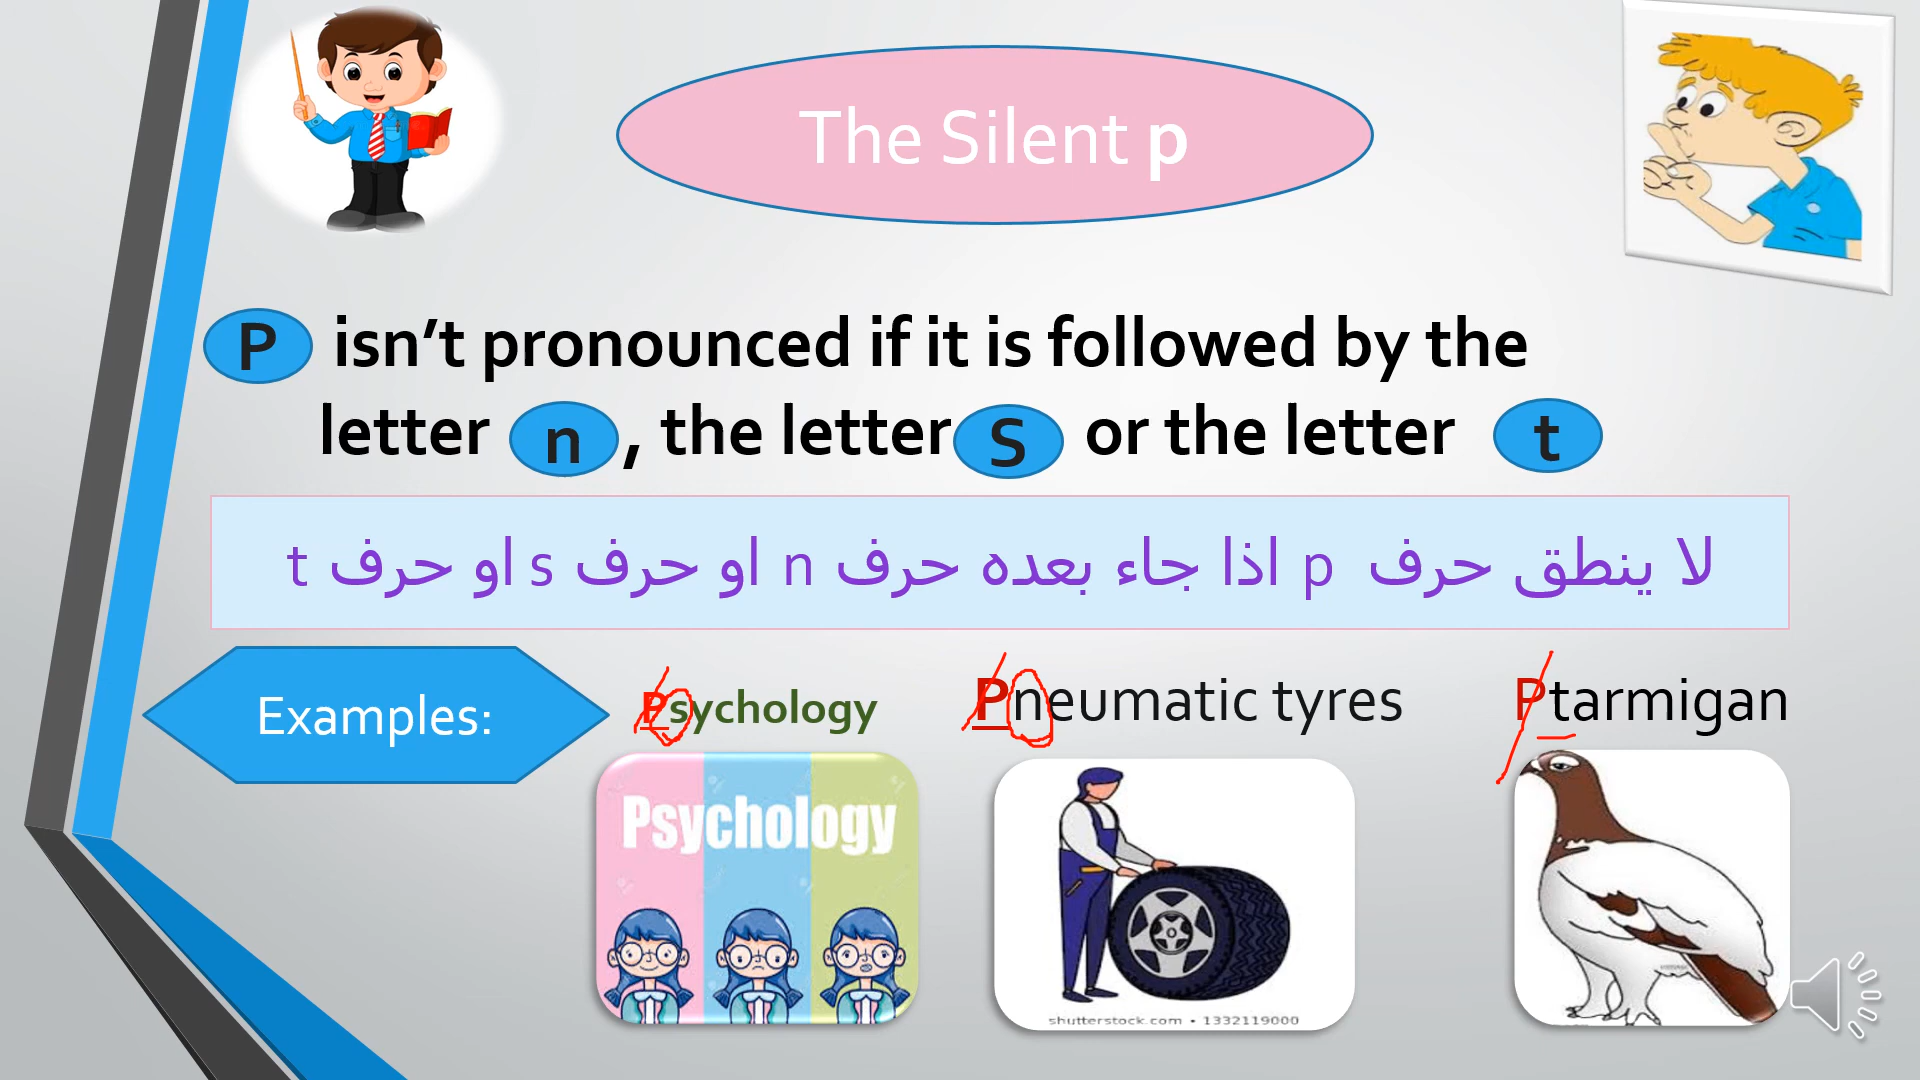 The Silent p
P isn’t pronounced if it is followed by the
letter n , the letter S or the letter t
لا ينطق حرف p اذا جاء بعده حرف n او حرف s او حرف t
Examples:
Psychology
Pneumatic tyres
Ptarmigan
Psychology
shutterstock.com • 1332119000